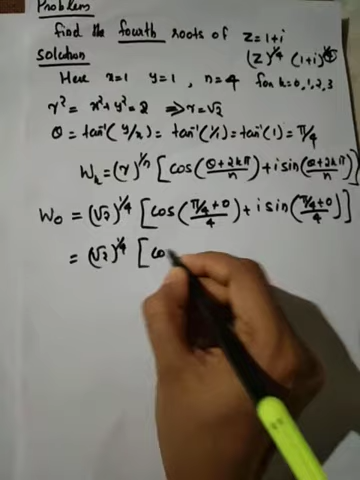 Problem
find the fourth roots of z = 1+i
(z)^1/4 (1+i)^1/4
Solution
Here x=1 y=1, n=4 for k=0,1,2,3
r² = x²+y² = 2 ⇒ r=√2
θ = tan⁻¹(y/x) = tan⁻¹(1/1) = tan⁻¹(1) = π/4
W_k = (r)^1/n [cos((θ+2kπ)/n) + i sin((θ+2kπ)/n)]
W₀ = (√2)^1/4 [cos((π/4+0)/4) + i sin((π/4+0)/4)]
= (√2)^1/4 [co